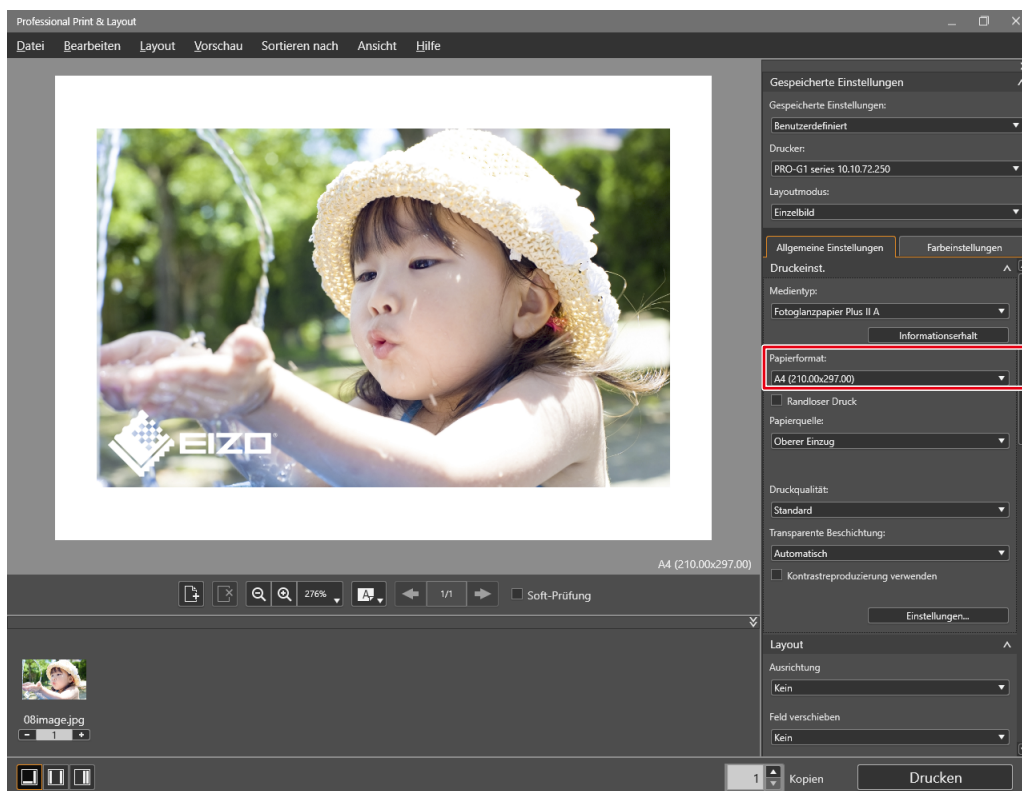 Professional Print & Layout
Datei Bearbeiten Layout Vorschau Sortieren nach Ansicht Hilfe
EIZO
A4 (210.00x297.00)
276%
A
1/1
Soft-Prüfung
08image.jpg
- 1 +
Gespeicherte Einstellungen
Gespeicherte Einstellungen:
Benutzerdefiniert
Drucker:
PRO-G1 series 10.10.72.250
Layoutmodus:
Einzelbild
Allgemeine Einstellungen Farbeinstellungen
Druckeinst.
Medientyp:
Fotoglanzpapier Plus II A
Informationserhalt
Papierformat:
A4 (210.00x297.00)
Randloser Druck
Papierquelle:
Oberer Einzug
Druckqualität:
Standard
Transparente Beschichtung:
Automatisch
Kontrastreproduzierung verwenden
Einstellungen...
Layout
Ausrichtung
Kein
Feld verschieben
Kein
1 Kopien Drucken